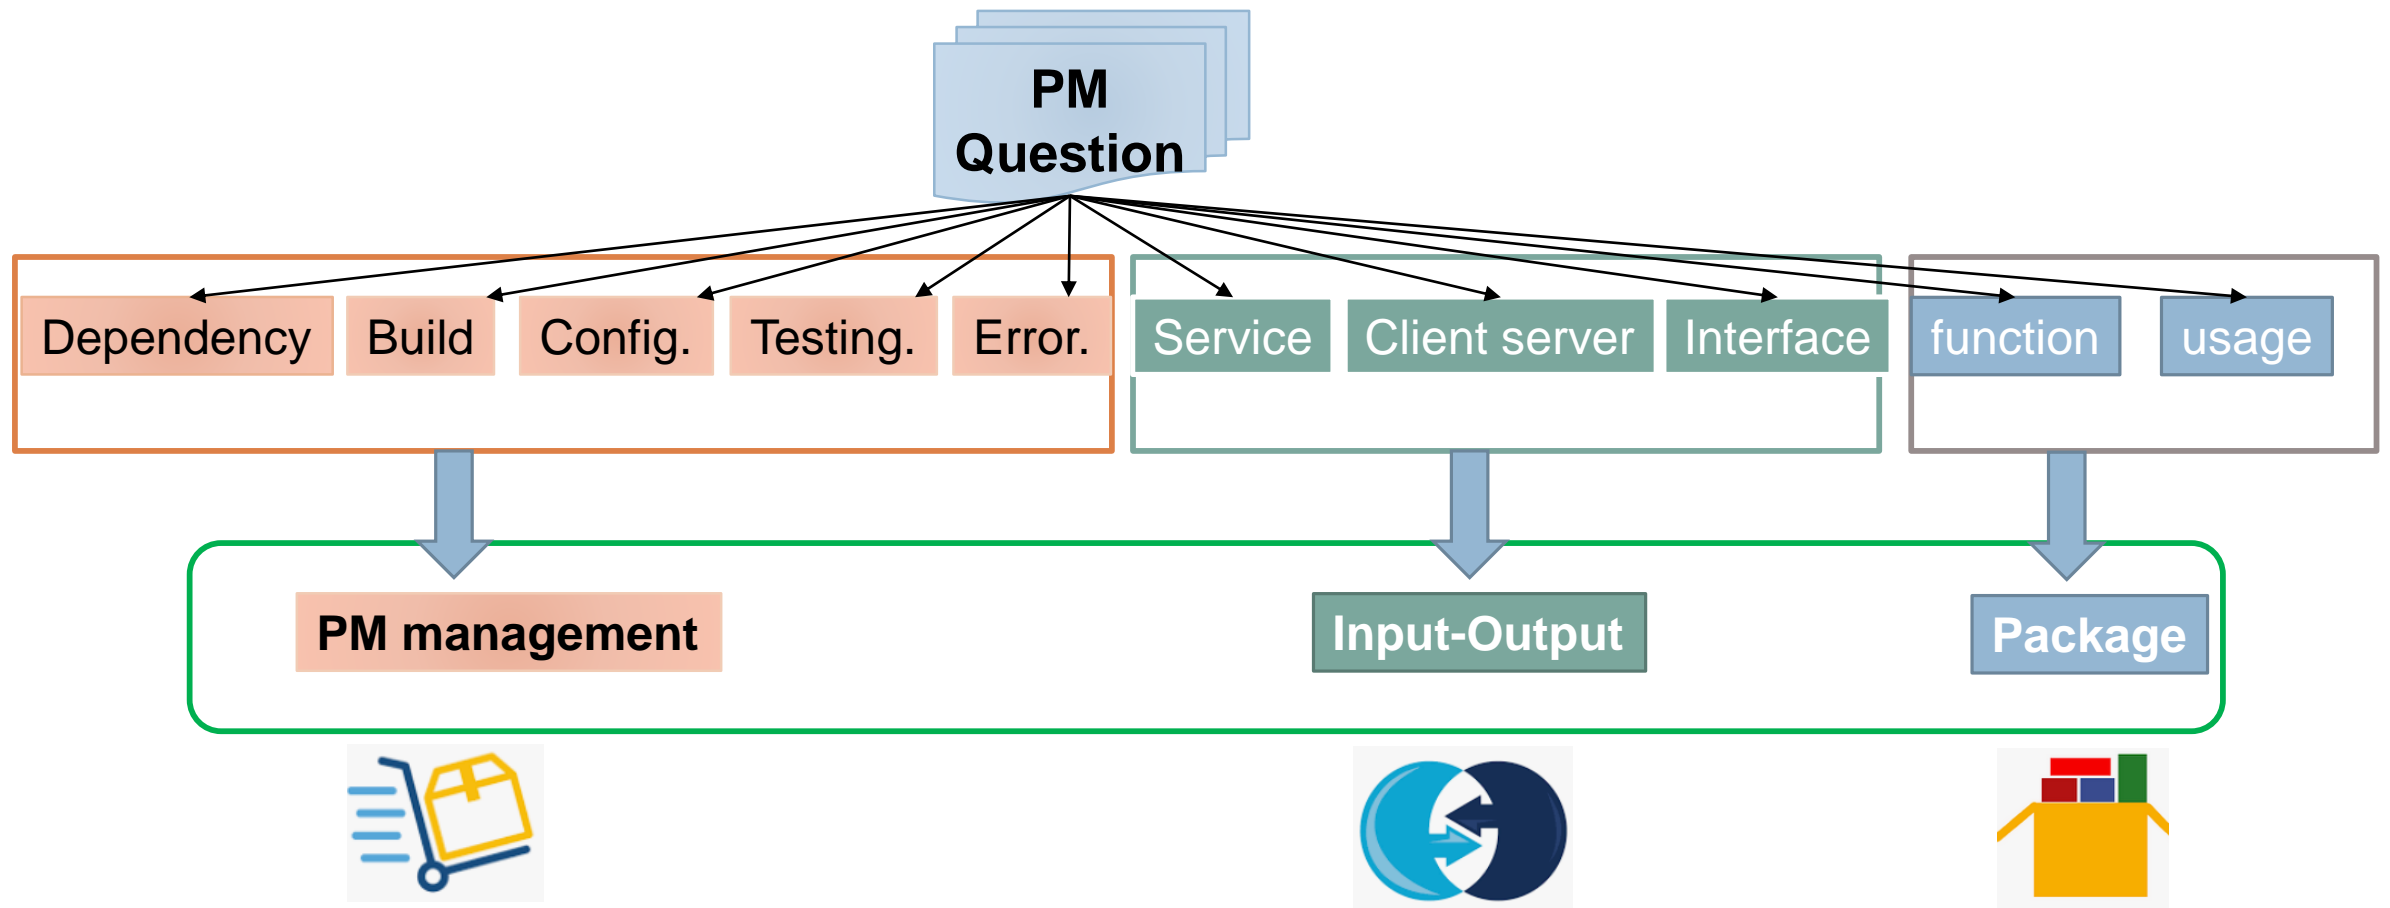 PM
Question
Dependency
Build
Config.
Testing.
Error.
Service
Client server
Interface
function
usage
PM management
Input-Output
Package